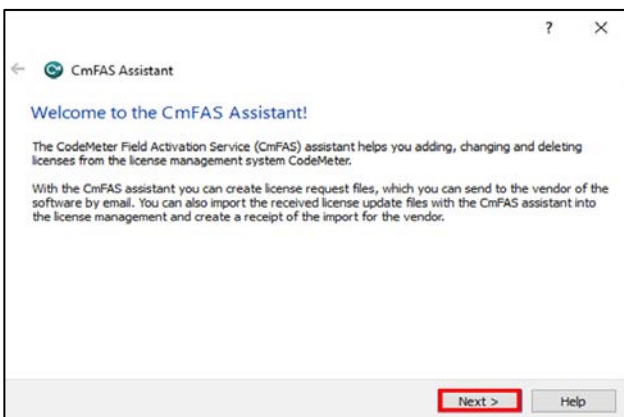 ?
CmFAS Assistant
Welcome to the CmFAS Assistant!
The CodeMeter Field Activation Service (CmFAS) assistant helps you adding, changing and deleting
licenses from the license management system CodeMeter.
With the CmFAS assistant you can create license request files, which you can send to the vendor of the
software by email. You can also import the received license update files with the CmFAS assistant into
the license management and create a receipt of the import for the vendor.
Next > Help